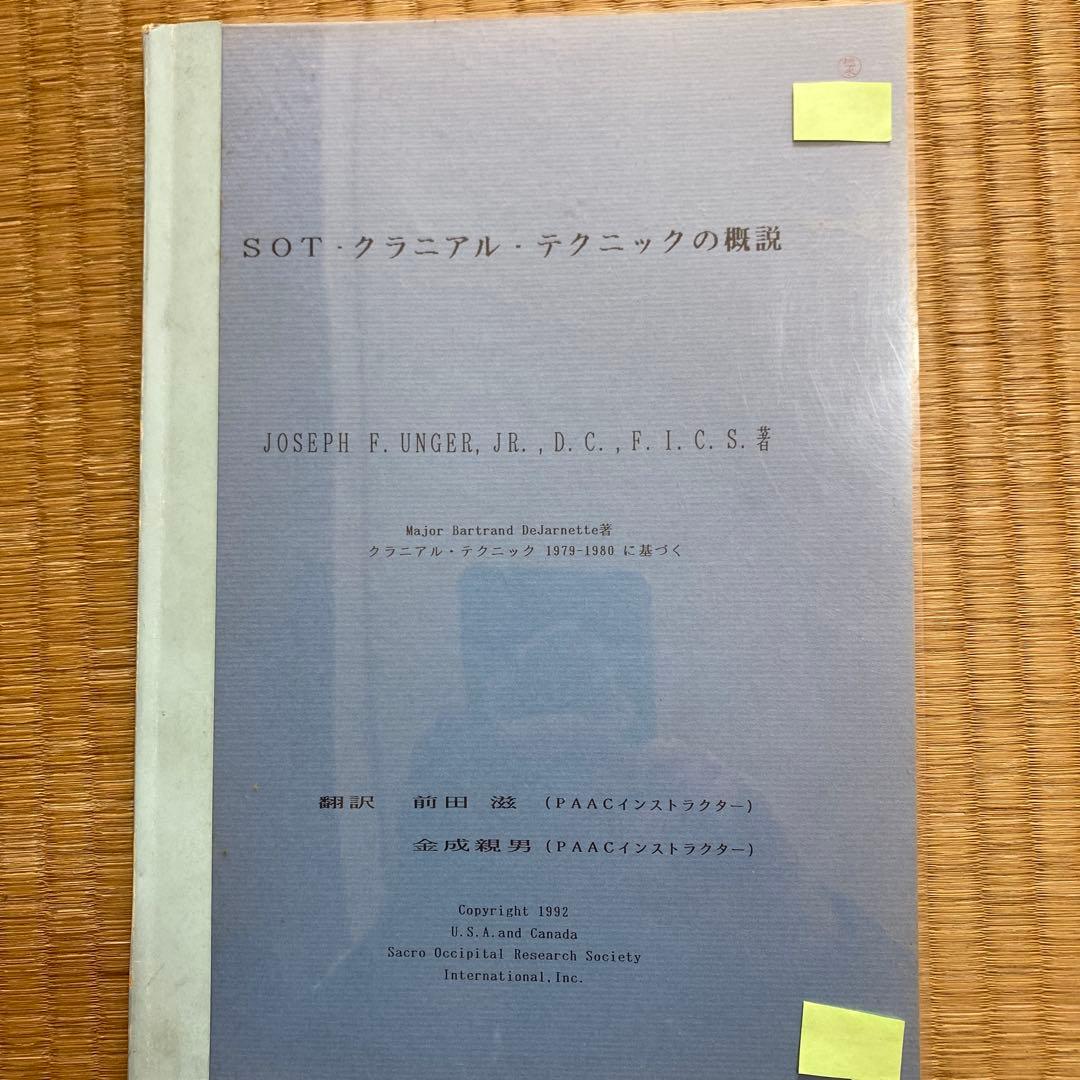 SOT・クラニアル・テクニックの概説
JOSEPH F. UNGER, JR. , D. C. , F. I. C. S. 著
Major Bartrand DeJarnette著
クラニアル・テクニック 1979-1980 に基づく
翻訳 前田 滋 (PAACインストラクター)
金成親男 (PAACインストラクター)
Copyright 1992
U.S.A.and Canada
Sacro Occipital Research Society
International,Inc.